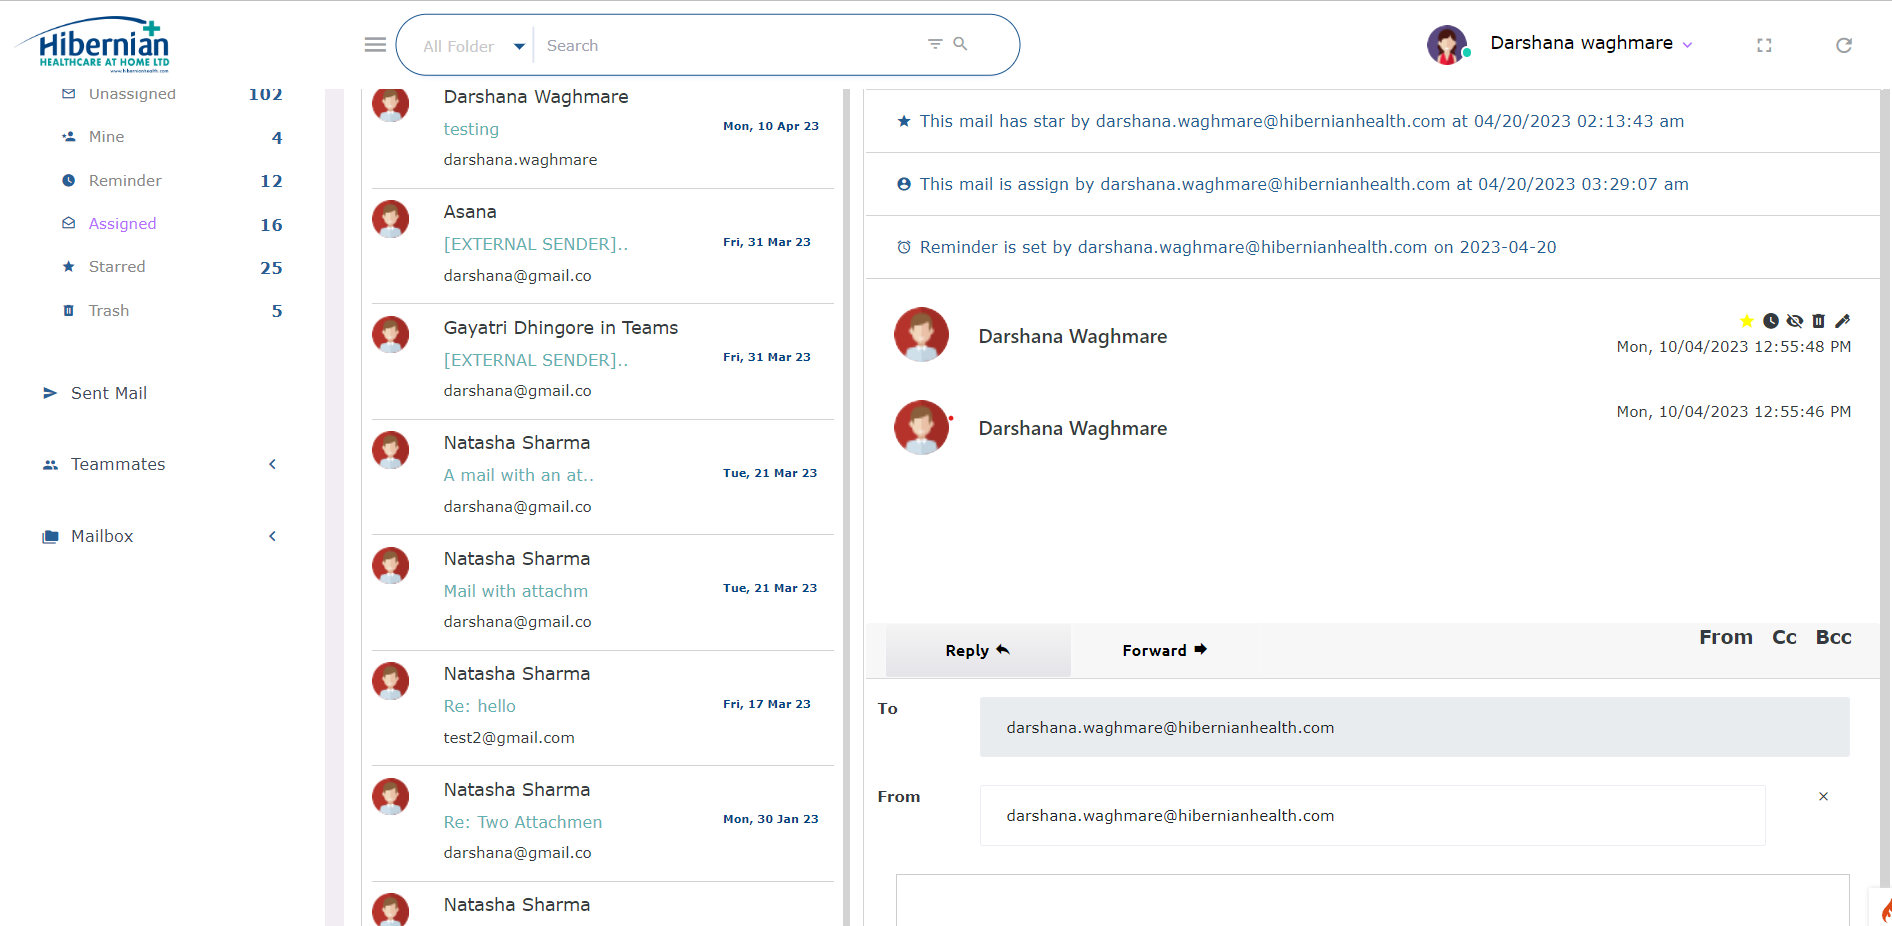 Hibernian
HEALTHCARE AT HOME LTD
www.hibernianhealth.com
All Folder
Search
Darshana waghmare
Unassigned 102
Mine 4
Reminder 12
Assigned 16
Starred 25
Trash 5
Sent Mail
Teammates
Mailbox
Darshana Waghmare
testing
Mon, 10 Apr 23
darshana.waghmare
Asana
[EXTERNAL SENDER]..
Fri, 31 Mar 23
darshana@gmail.co
Gayatri Dhingore in Teams
[EXTERNAL SENDER]..
Fri, 31 Mar 23
darshana@gmail.co
Natasha Sharma
A mail with an at..
Tue, 21 Mar 23
darshana@gmail.co
Natasha Sharma
Mail with attachm
Tue, 21 Mar 23
darshana@gmail.co
Natasha Sharma
Re: hello
Fri, 17 Mar 23
test2@gmail.com
Natasha Sharma
Re: Two Attachmen
Mon, 30 Jan 23
darshana@gmail.co
Natasha Sharma
This mail has star by darshana.waghmare@hibernianhealth.com at 04/20/2023 02:13:43 am
This mail is assign by darshana.waghmare@hibernianhealth.com at 04/20/2023 03:29:07 am
Reminder is set by darshana.waghmare@hibernianhealth.com on 2023-04-20
Darshana Waghmare
Mon, 10/04/2023 12:55:48 PM
Darshana Waghmare
Mon, 10/04/2023 12:55:46 PM
Reply
Forward
From Cc Bcc
To
darshana.waghmare@hibernianhealth.com
From
darshana.waghmare@hibernianhealth.com